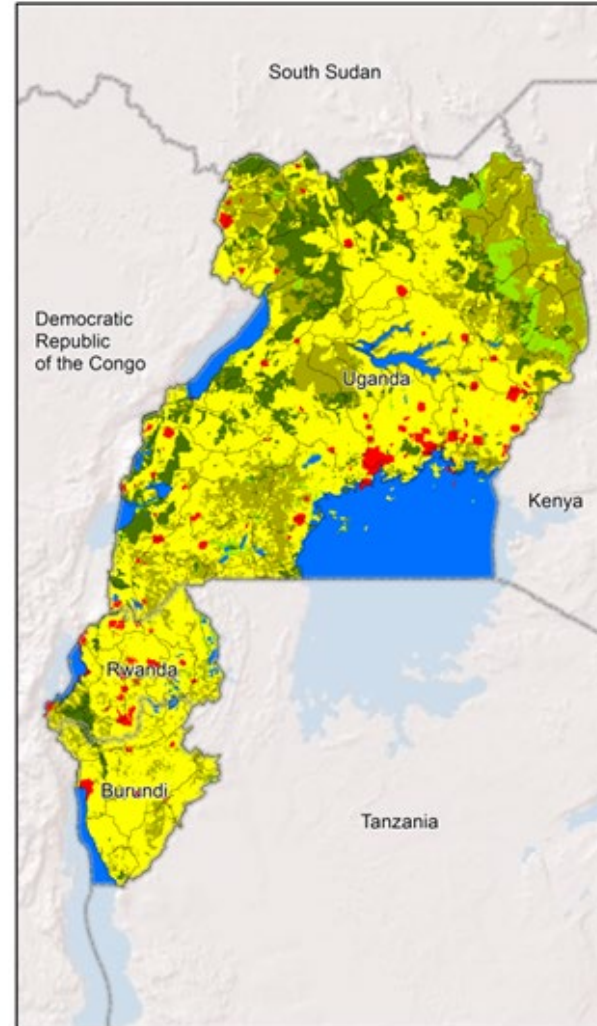 South Sudan
Democratic
Republic
of the Congo
Uganda
Kenya
Rwanda
Burundi
Tanzania